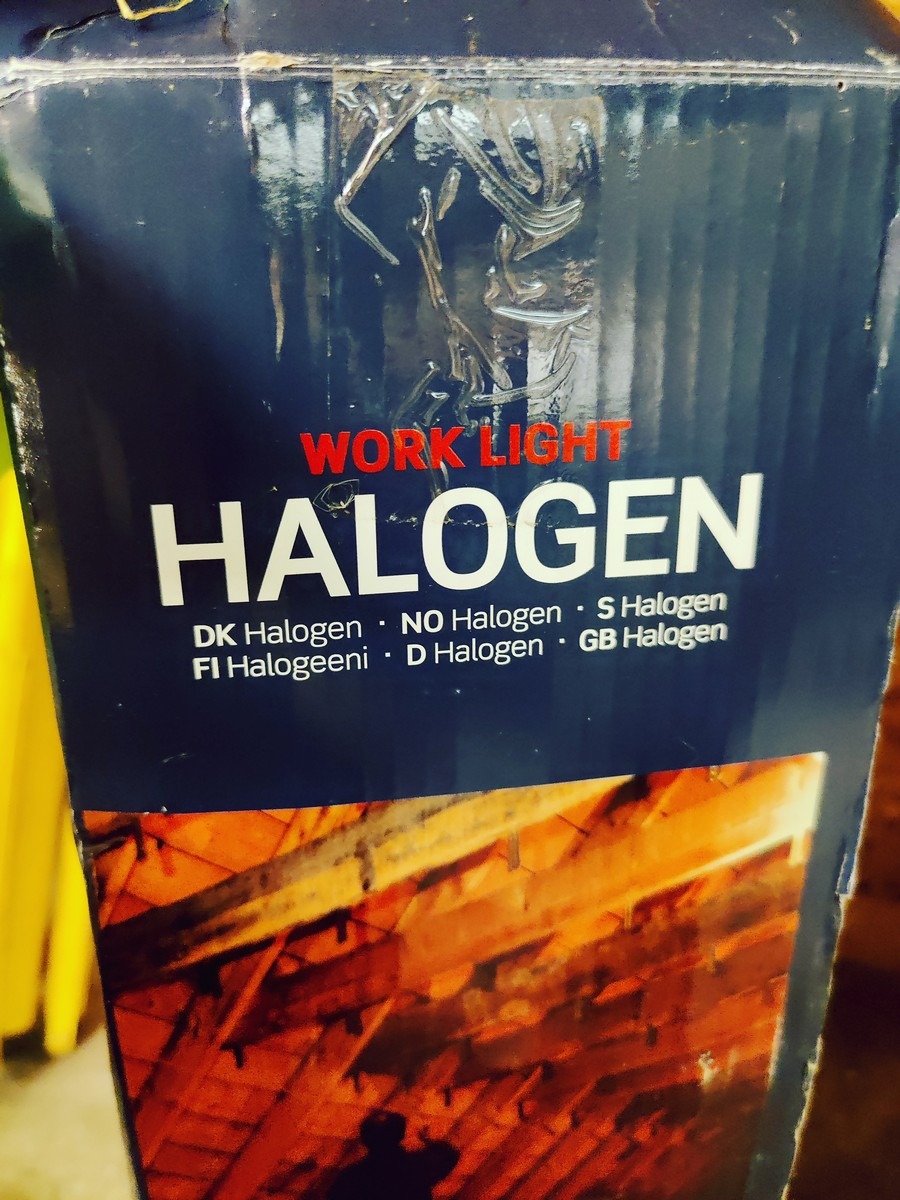 WORK LIGHT
HALOGEN
DK Halogen · NO Halogen · S Halogen
FI Halogeeni · D Halogen · GB Halogen